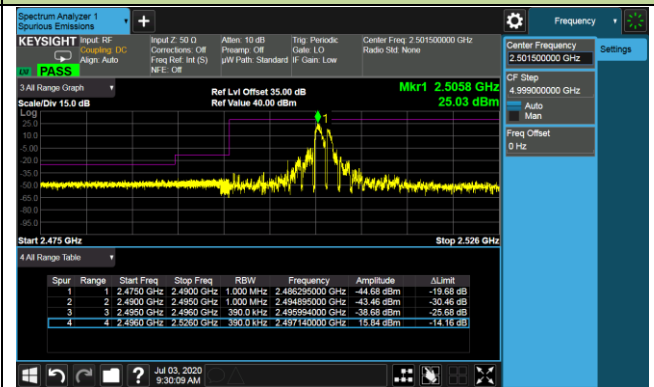 Spectrum Analyzer 1
Spurious Emissions
Frequency
KEYSIGHT Input: RF
Coupling: DC
Align: Auto
Input Z: 50 Ω
Corrections: Off
Freq Ref: Int (S)
NFE: Off
Atten: 10 dB
Preamp: Off
µW Path: Standard
Trig: Periodic
Gate: LO
IF Gain: Low
Center Freq: 2.501500000 GHz
Radio Std: None
PASS
Center Frequency
2.501500000 GHz
Settings
CF Step
4.999000000 GHz
Auto
Man
Freq Offset
0 Hz
3 All Range Graph
Scale/Div 15.0 dB
Ref Lvl Offset 35.00 dB
Ref Value 40.00 dBm
Mkr1 2.5058 GHz
25.03 dBm
Log
25.0
10.0
-5.00
-20.0
-35.0
-50.0
-65.0
-80.0
-95.0
1
Start 2.475 GHz
Stop 2.526 GHz
4 All Range Table
Spur Range Start Freq Stop Freq RBW Frequency Amplitude ΔLimit
1 1 2.4750 GHz 2.4900 GHz 1.000 MHz 2.486295000 GHz -44.68 dBm -19.68 dB
2 2 2.4900 GHz 2.4950 GHz 1.000 MHz 2.494895000 GHz -43.46 dBm -30.46 dB
3 3 2.4950 GHz 2.4960 GHz 390.0 kHz 2.495994000 GHz -38.68 dBm -25.68 dB
4 4 2.4960 GHz 2.5260 GHz 390.0 kHz 2.497140000 GHz 15.84 dBm -14.16 dB
Jul 03, 2020
9:30:09 AM